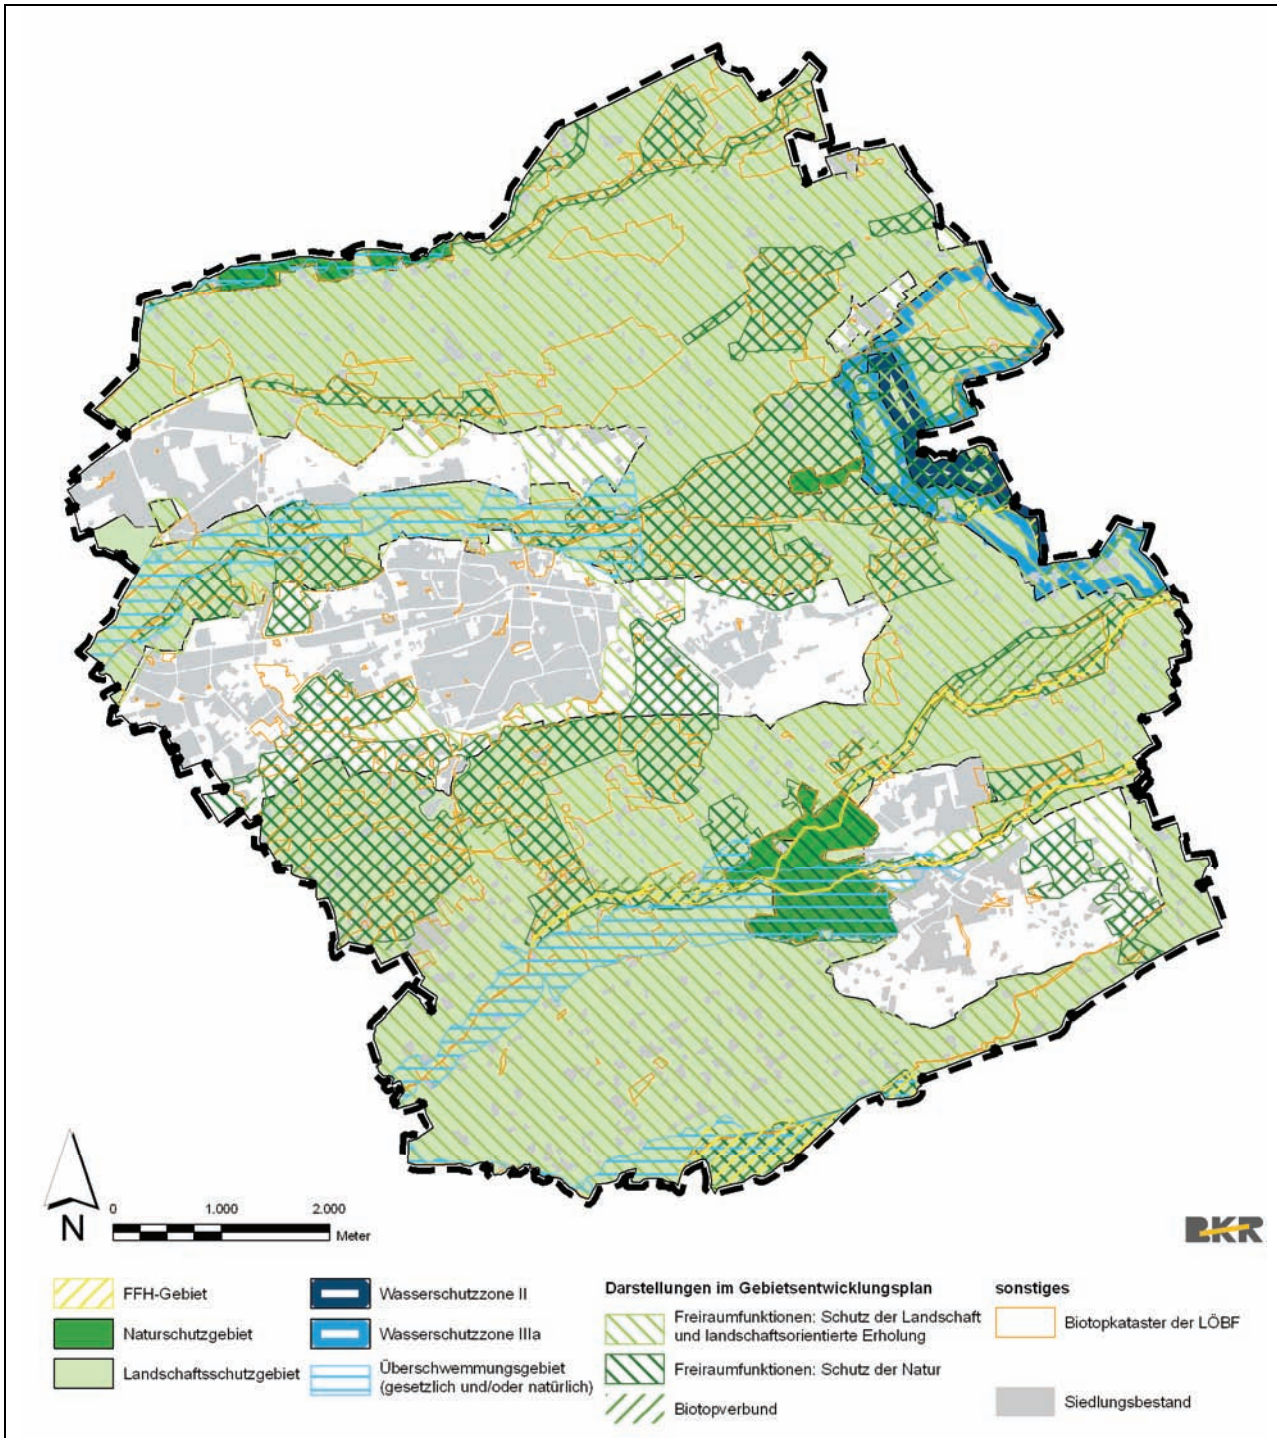 N
0 1.000 2.000
Meter
BKR
FFH-Gebiet
Naturschutzgebiet
Landschaftsschutzgebiet
Wasserschutzzone II
Wasserschutzzone IIIa
Überschwemmungsgebiet
(gesetzlich und/oder natürlich)
Darstellungen im Gebietsentwicklungsplan
Freiraumfunktionen: Schutz der Landschaft
und landschaftsorientierte Erholung
Freiraumfunktionen: Schutz der Natur
Biotopverbund
sonstiges
Biotopkataster der LÖBF
Siedlungsbestand